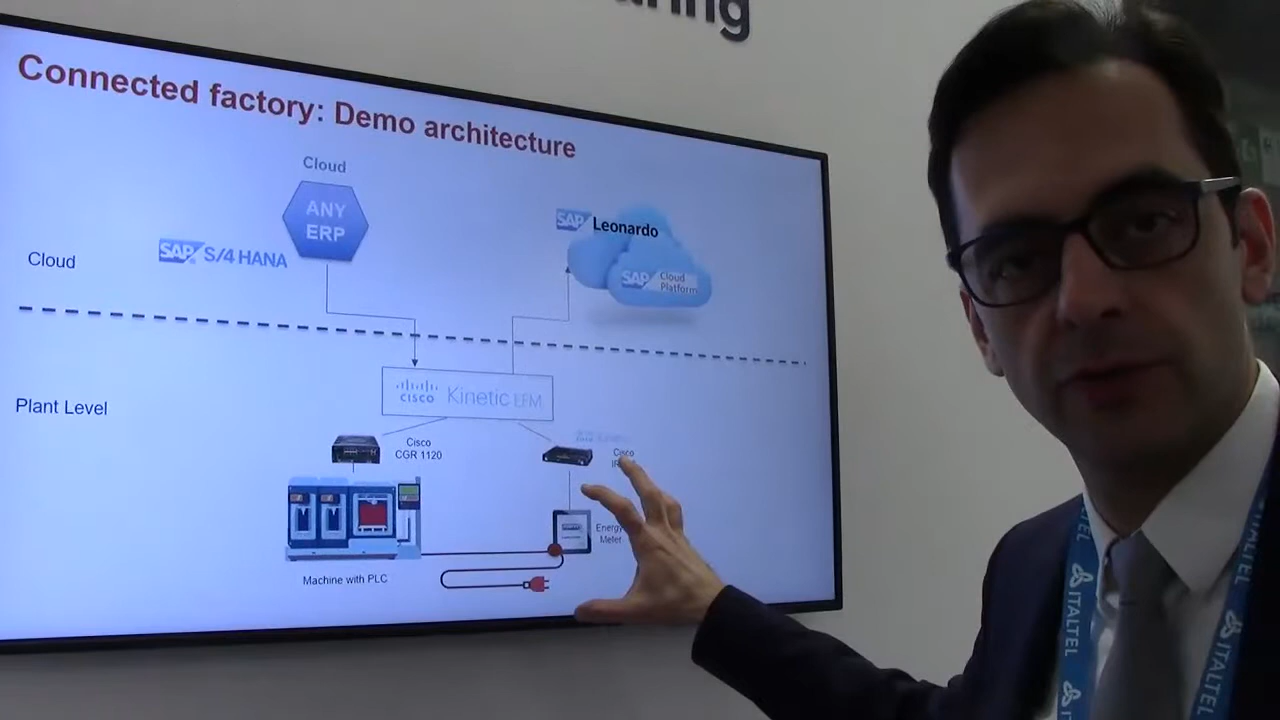 Connected factory: Demo architecture
Cloud
ANY
ERP
SAP S/4 HANA
SAP Leonardo
SAP Cloud
Platform
Cloud
Plant Level
CISCO Kinetic EFM
Cisco
CGR 1120
Cisco
Energy
Meter
Machine with PLC
ITALTEL
ITALTEL